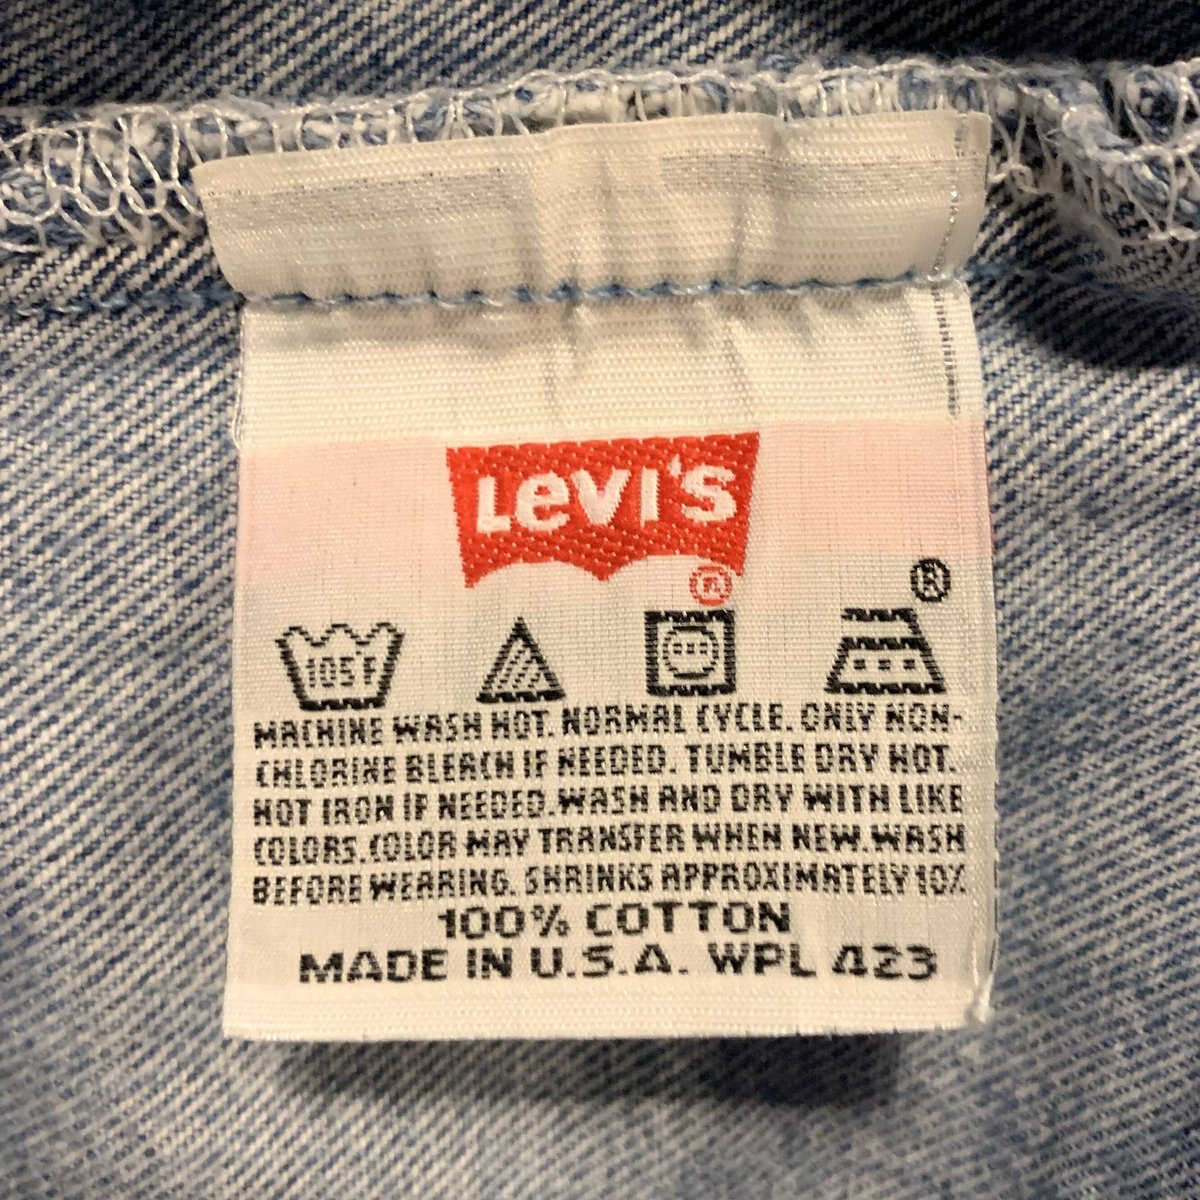 LEVI'S
®
®
105F
MACHINE WASH HOT. NORMAL CYCLE. ONLY NON-
CHLORINE BLEACH IF NEEDED. TUMBLE DRY HOT.
HOT IRON IF NEEDED. WASH AND DRY WITH LIKE
COLORS. COLOR MAY TRANSFER WHEN NEW. WASH
BEFORE WEARING. SHRINKS APPROXIMATELY 10%
100% COTTON
MADE IN U.S.A. WPL 423